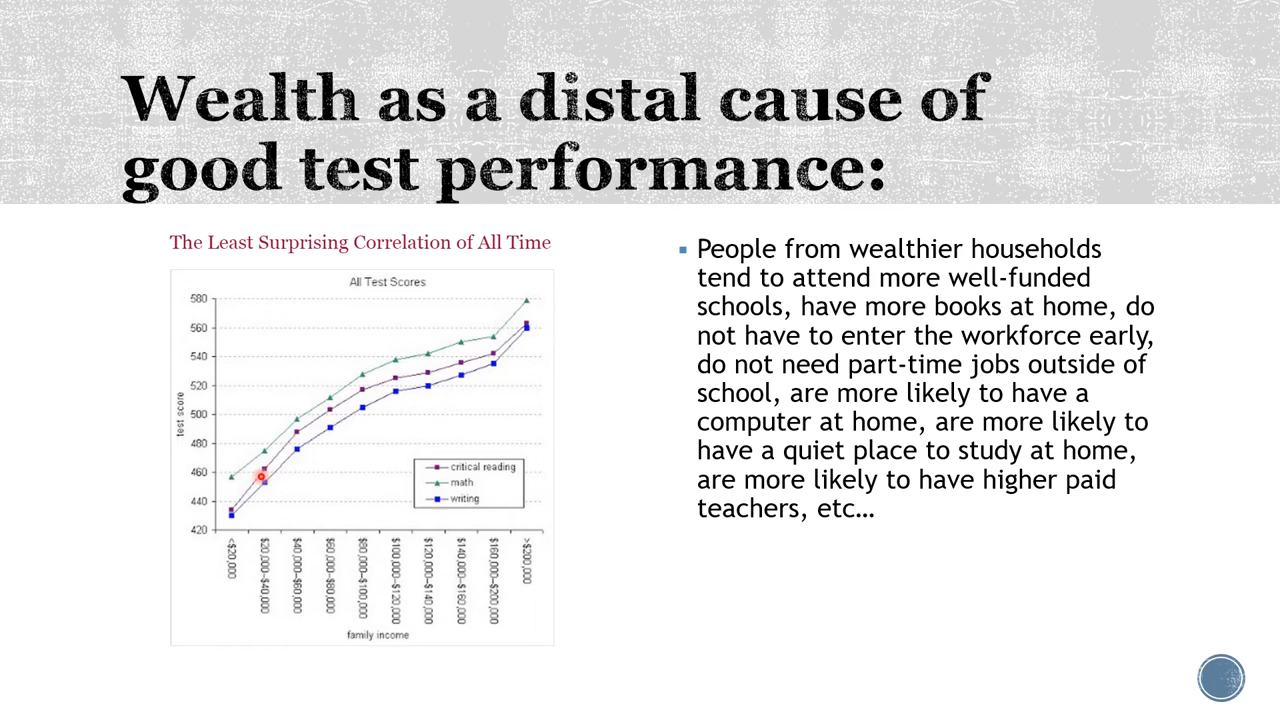 Wealth as a distal cause of
good test performance:
The Least Surprising Correlation of All Time
All Test Scores
580
560
540
520
500
480
460
440
420
test score
critical reading
math
writing
<$20,000
$20,000-$40,000
$40,000-$60,000
$60,000-$80,000
$80,000-$100,000
$100,000-$120,000
$120,000-$140,000
$140,000-$160,000
$160,000-$200,000
>$200,000
family income
People from wealthier households
tend to attend more well-funded
schools, have more books at home, do
not have to enter the workforce early,
do not need part-time jobs outside of
school, are more likely to have a
computer at home, are more likely to
have a quiet place to study at home,
are more likely to have higher paid
teachers, etc…